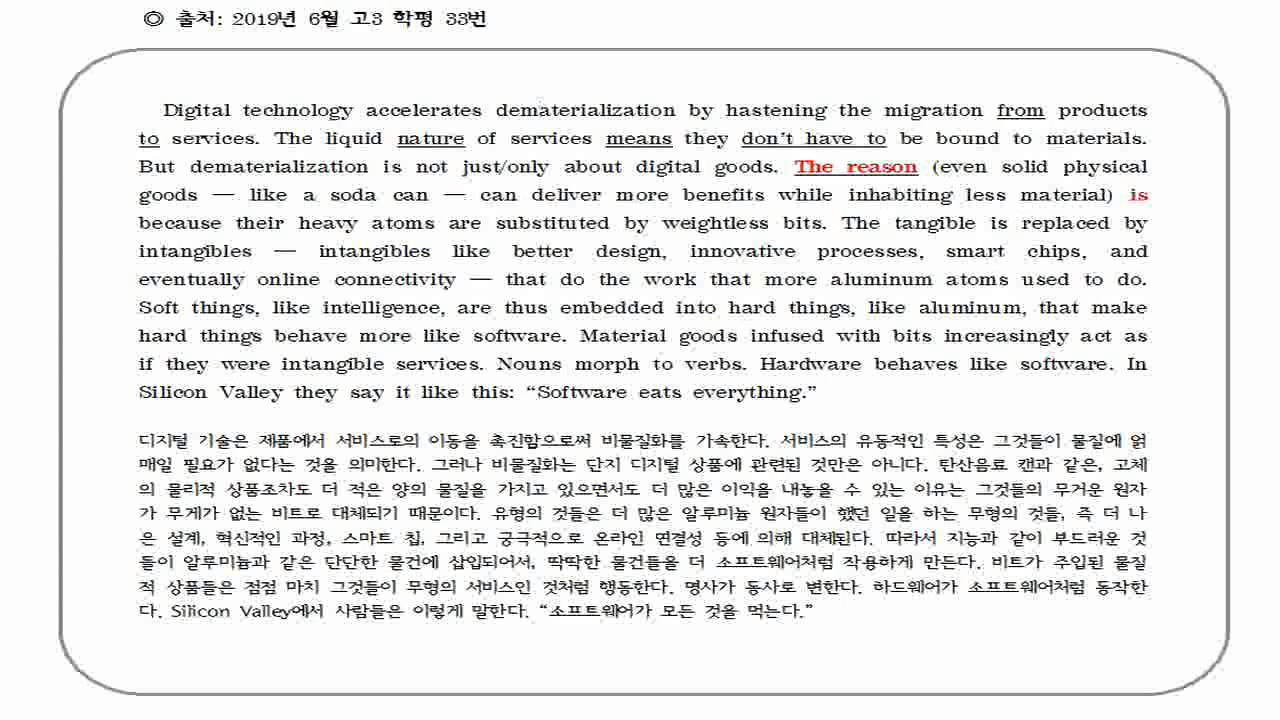 ◎ 출처: 2019년 6월 고3 학평 33번
Digital technology accelerates dematerialization by hastening the migration from products
to services. The liquid nature of services means they don't have to be bound to materials.
But dematerialization is not just/only about digital goods. The reason (even solid physical
goods — like a soda can — can deliver more benefits while inhabiting less material) is
because their heavy atoms are substituted by weightless bits. The tangible is replaced by
intangibles — intangibles like better design, innovative processes, smart chips, and
eventually online connectivity — that do the work that more aluminum atoms used to do.
Soft things, like intelligence, are thus embedded into hard things, like aluminum, that make
hard things behave more like software. Material goods infused with bits increasingly act as
if they were intangible services. Nouns morph to verbs. Hardware behaves like software. In
Silicon Valley they say it like this: “Software eats everything.”
디지털 기술은 제품에서 서비스로의 이동을 촉진함으로써 비물질화를 가속한다. 서비스의 유동적인 특성은 그것들이 물질에 얽
매일 필요가 없다는 것을 의미한다. 그러나 비물질화는 단지 디지털 상품에 관련된 것만은 아니다. 탄산음료 캔과 같은, 고체
의 물리적 상품조차도 더 적은 양의 물질을 가지고 있으면서도 더 많은 이익을 내놓을 수 있는 이유는 그것들의 무거운 원자
가 무게가 없는 비트로 대체되기 때문이다. 유형의 것들은 더 많은 알루미늄 원자들이 했던 일을 하는 무형의 것들, 즉 더 나
은 설계, 혁신적인 과정, 스마트 칩, 그리고 궁극적으로 온라인 연결성 등에 의해 대체된다. 따라서 지능과 같이 부드러운 것
들이 알루미늄과 같은 단단한 물건에 삽입되어서, 딱딱한 물건들을 더 소프트웨어처럼 작용하게 만든다. 비트가 주입된 물질
적 상품들은 점점 마치 그것들이 무형의 서비스인 것처럼 행동한다. 명사가 동사로 변한다. 하드웨어가 소프트웨어처럼 동작한
다. Silicon Valley에서 사람들은 이렇게 말한다. “소프트웨어가 모든 것을 먹는다.”